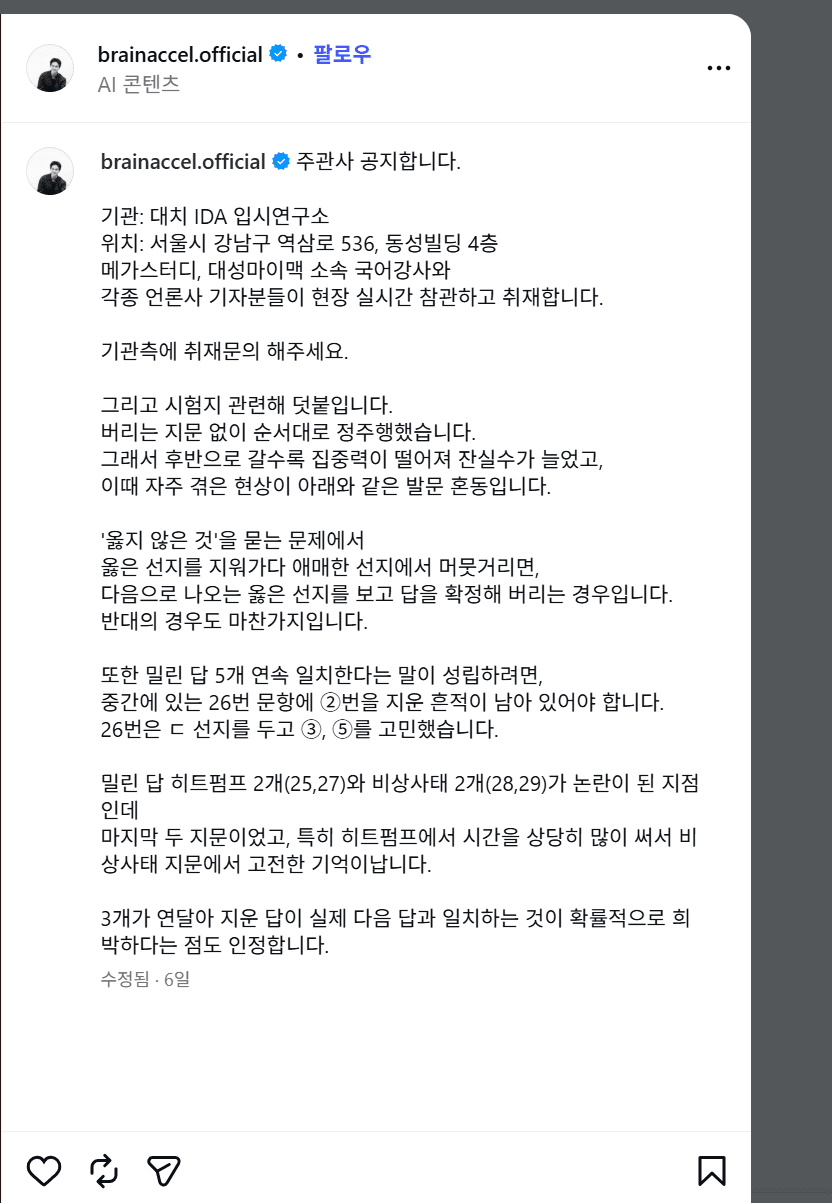 brainaccel.official • 팔로우
AI 콘텐츠
brainaccel.official 주관사 공지합니다.
기관: 대치 IDA 입시연구소
위치: 서울시 강남구 역삼로 536, 동성빌딩 4층
메가스터디, 대성마이맥 소속 국어강사와
각종 언론사 기자분들이 현장 실시간 참관하고 취재합니다.
기관측에 취재문의 해주세요.
그리고 시험지 관련해 덧붙입니다.
버리는 지문 없이 순서대로 정주행했습니다.
그래서 후반으로 갈수록 집중력이 떨어져 잔실수가 늘었고,
이때 자주 겪은 현상이 아래와 같은 발문 혼동입니다.
'옳지 않은 것'을 묻는 문제에서
옳은 선지를 지워가다 애매한 선지에서 머뭇거리면,
다음으로 나오는 옳은 선지를 보고 답을 확정해 버리는 경우입니다.
반대의 경우도 마찬가지입니다.
또한 밀린 답 5개 연속 일치한다는 말이 성립하려면,
중간에 있는 26번 문항에 ②번을 지운 흔적이 남아 있어야 합니다.
26번은 ㄷ 선지를 두고 ③, ⑤를 고민했습니다.
밀린 답 히트펌프 2개(25,27)와 비상사태 2개(28,29)가 논란이 된 지점
인데
마지막 두 지문이었고, 특히 히트펌프에서 시간을 상당히 많이 써서 비
상사태 지문에서 고전한 기억이납니다.
3개가 연달아 지운 답이 실제 다음 답과 일치하는 것이 확률적으로 희
박하다는 점도 인정합니다.
수정됨 · 6일